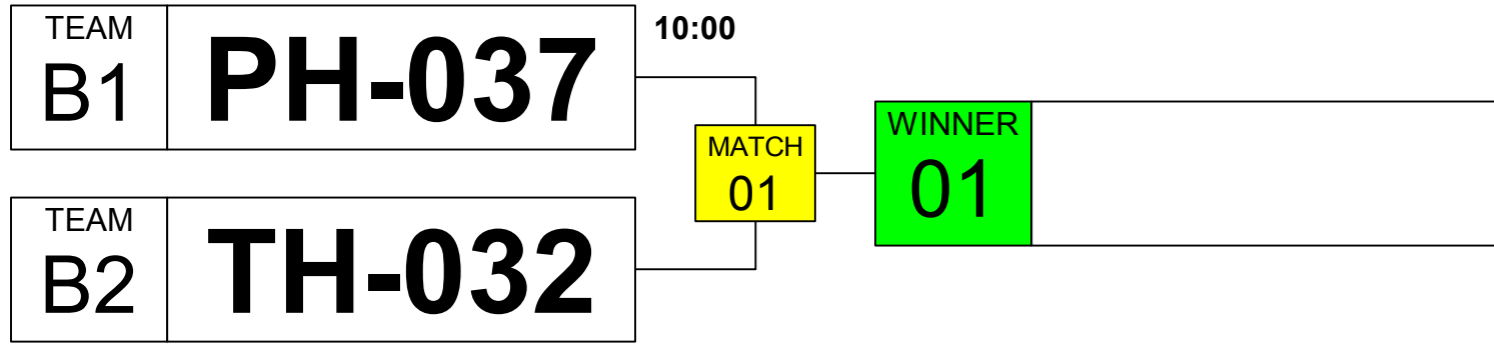 TEAM
B1
PH-037
10:00
MATCH
01
WINNER
01
TEAM
B2
TH-032